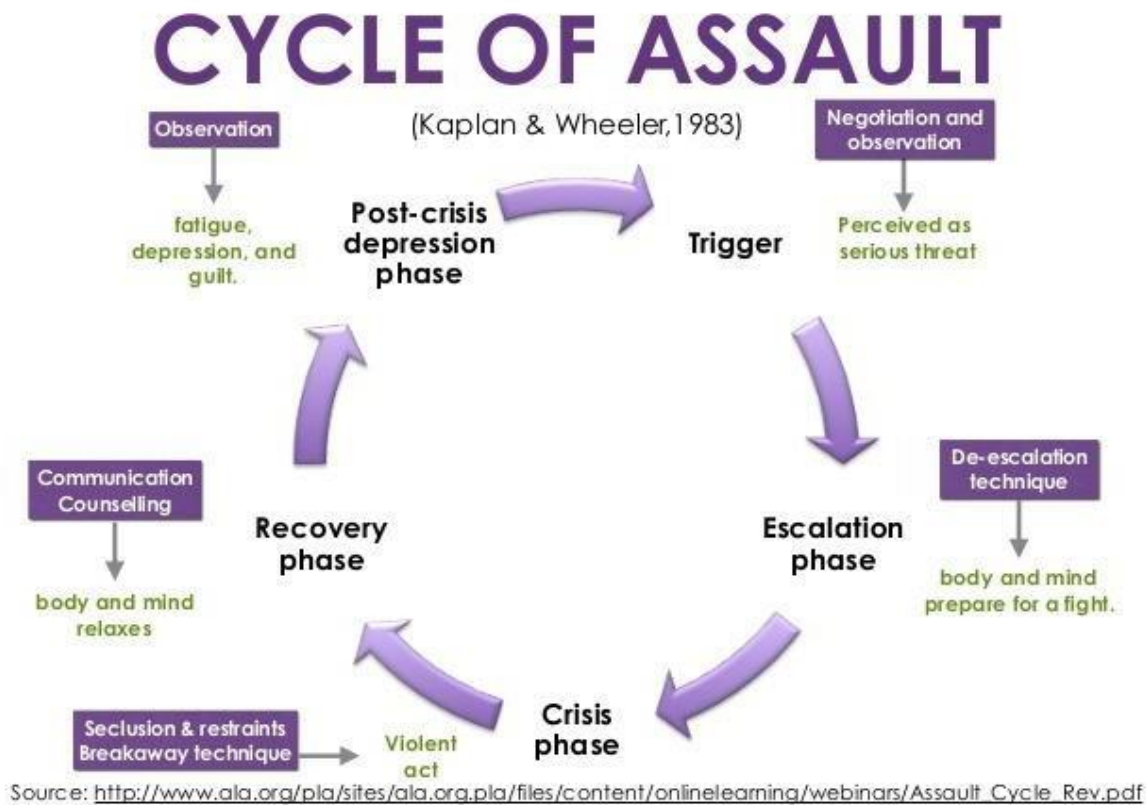 CYCLE OF ASSAULT
(Kaplan & Wheeler,1983)
Observation
fatigue,
depression, and
guilt.
Post-crisis
depression
phase
Trigger
Negotiation and
observation
Perceived as
serious threat
De-escalation
technique
Escalation
phase
body and mind
prepare for a fight.
Crisis
phase
Seclusion & restraints
Breakaway technique
Violent
act
Communication
Counselling
Recovery
phase
body and mind
relaxes
Source: http://www.ala.org/pla/sites/ala.org.pla/files/content/onlinelearning/webinars/Assault_Cycle_Rev.pdf